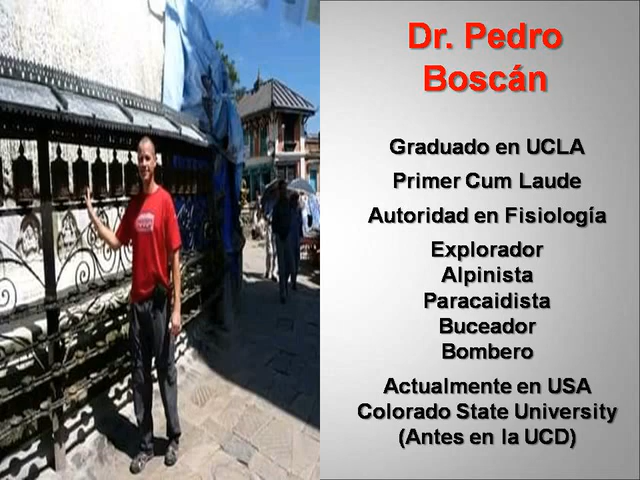 Dr. Pedro
Boscán
Graduado en UCLA
Primer Cum Laude
Autoridad en Fisiología
Explorador
Alpinista
Paracaidista
Buceador
Bombero
Actualmente en USA
Colorado State University
(Antes en la UCD)